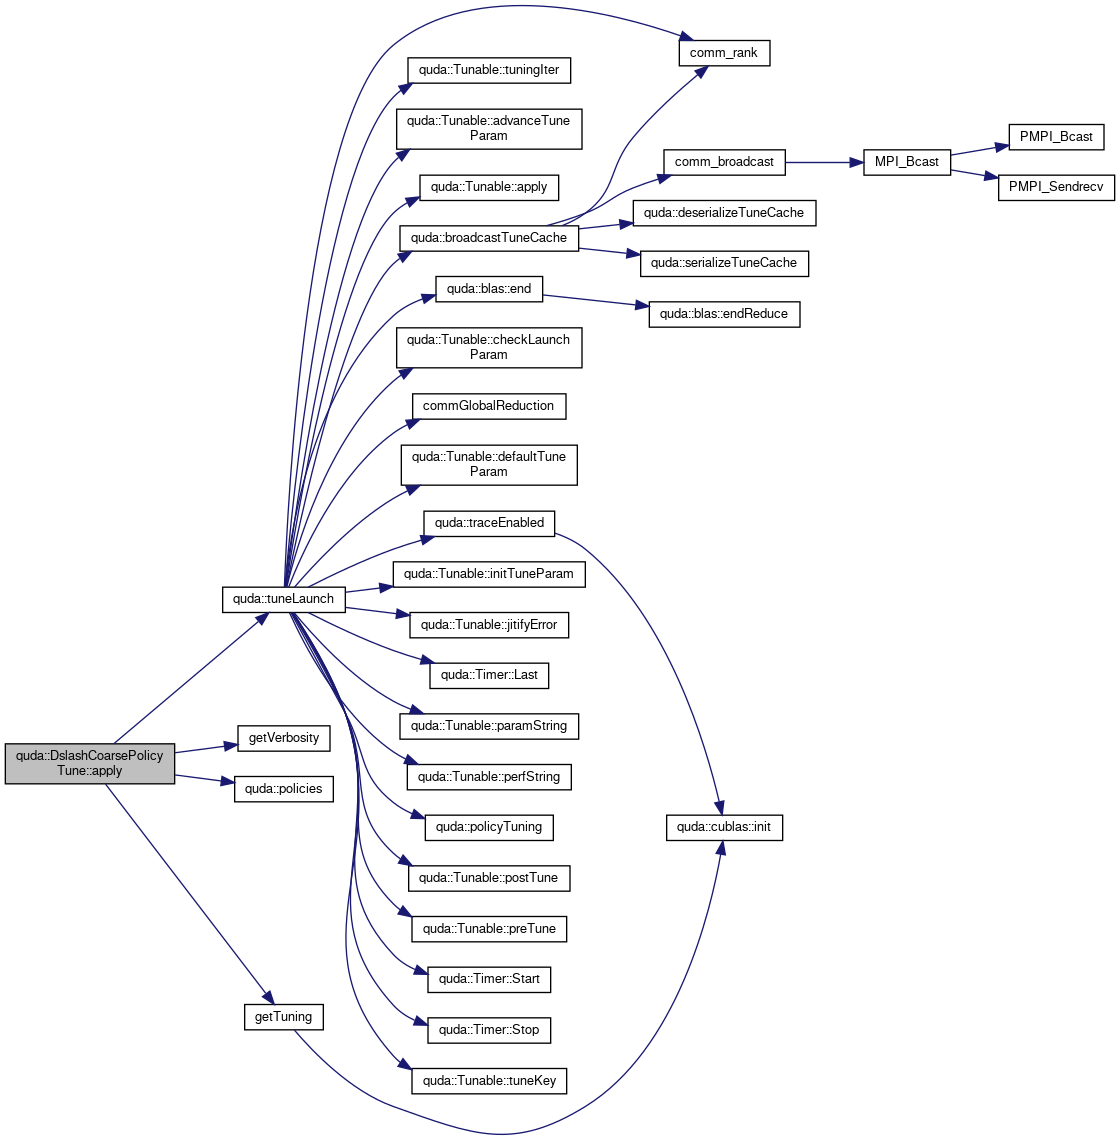 comm_rank
quda::Tunable::tuningIter
quda::Tunable::advanceTune
Param
PMPI_Bcast
comm_broadcast
MPI_Bcast
quda::Tunable::apply
PMPI_Sendrecv
quda::deserializeTuneCache
quda::broadcastTuneCache
quda::serializeTuneCache
quda::blas::end
quda::blas::endReduce
quda::Tunable::checkLaunch
Param
commGlobalReduction
quda::Tunable::defaultTune
Param
quda::traceEnabled
quda::Tunable::initTuneParam
quda::tuneLaunch
quda::Tunable::jitifyError
quda::Timer::Last
quda::Tunable::paramString
getVerbosity
quda::DslashCoarsePolicy
Tune::apply
quda::Tunable::perfString
quda::policies
quda::policyTuning
quda::cublas::init
quda::Tunable::postTune
quda::Tunable::preTune
quda::Timer::Start
getTuning
quda::Timer::Stop
quda::Tunable::tuneKey